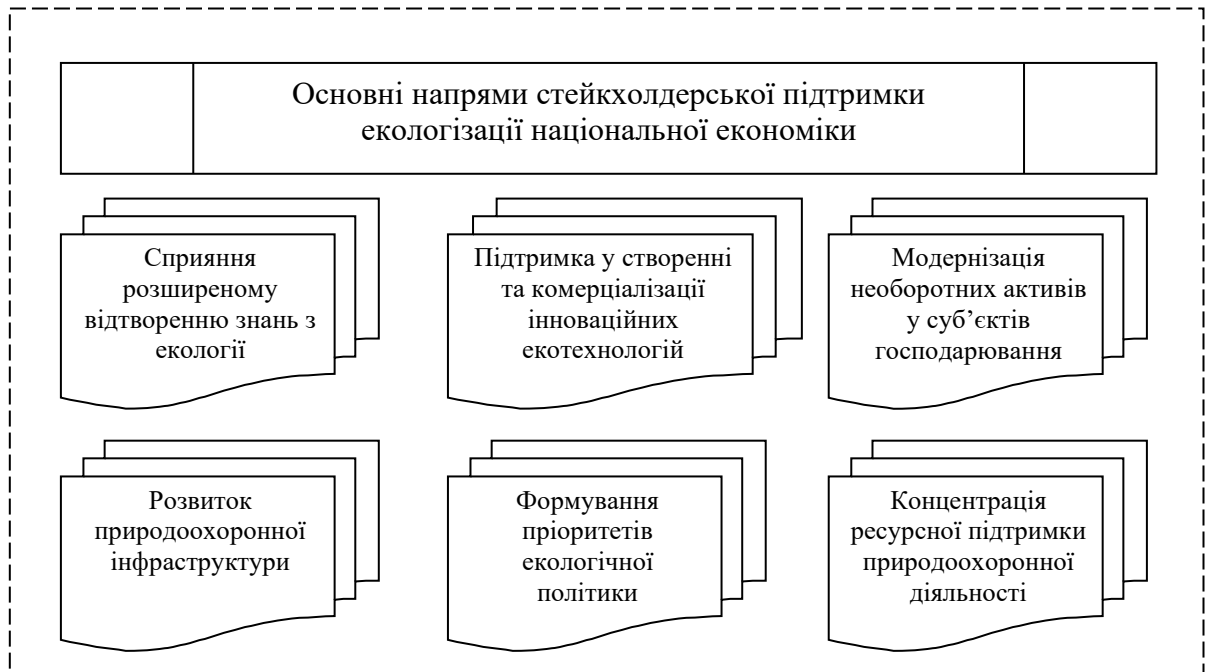 Основні напрями стейкхолдерської підтримки
екологізації національної економіки
Сприяння
розширеному
відтворенню знань з
екології
Підтримка у створенні
та комерціалізації
інноваційних
екотехнологій
Модернізація
необоротних активів
у суб’єктів
господарювання
Розвиток
природоохоронної
інфраструктури
Формування
пріоритетів
екологічної
політики
Концентрація
ресурсної підтримки
природоохоронної
діяльності